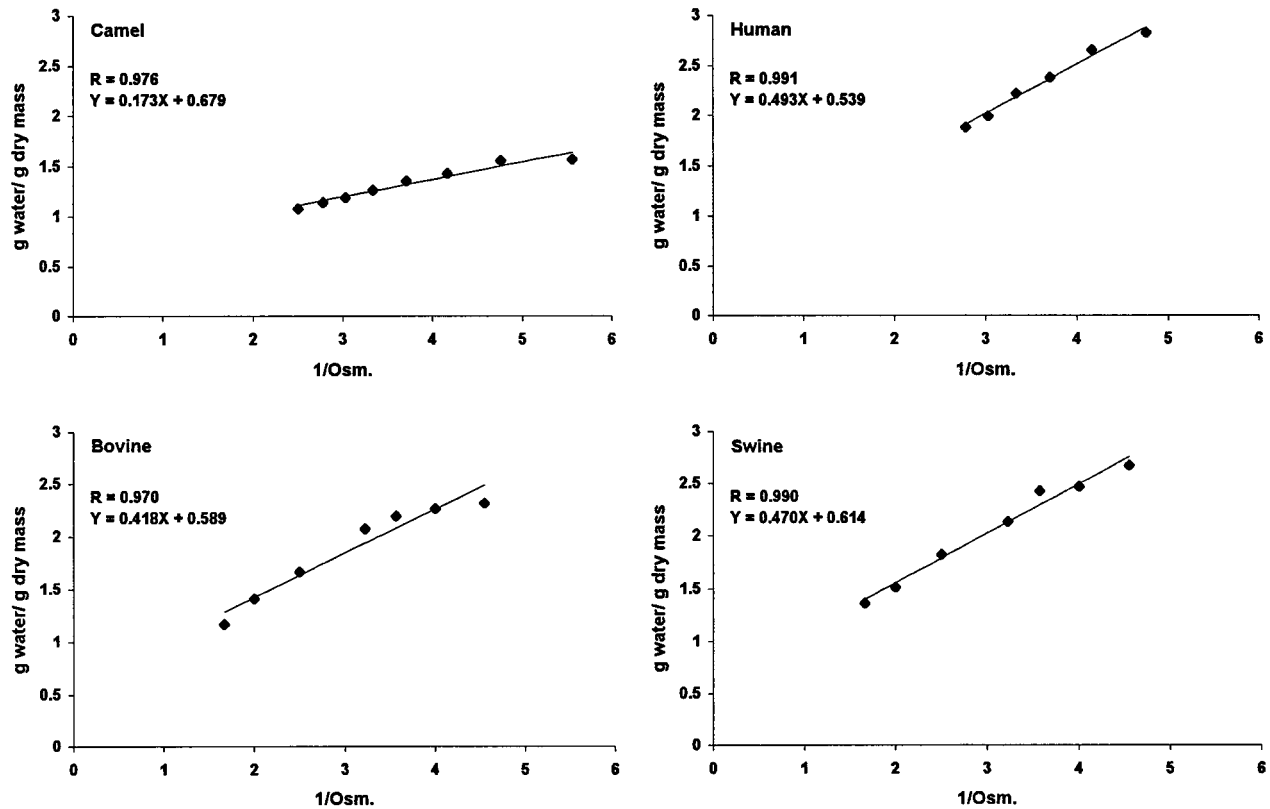 Camel
R = 0.976
Y = 0.173X + 0.679
g water/ g dry mass
3
2.5
2
1.5
1
0.5
0
0 1 2 3 4 5 6
1/Osm.
Human
R = 0.991
Y = 0.493X + 0.539
g water/ g dry mass
3
2.5
2
1.5
1
0.5
0
0 1 2 3 4 5 6
1/Osm.
Bovine
R = 0.970
Y = 0.418X + 0.589
g water/ g dry mass
3
2.5
2
1.5
1
0.5
0
0 1 2 3 4 5 6
1/Osm.
Swine
R = 0.990
Y = 0.470X + 0.614
g water/ g dry mass
3
2.5
2
1.5
1
0.5
0
0 1 2 3 4 5 6
1/Osm.